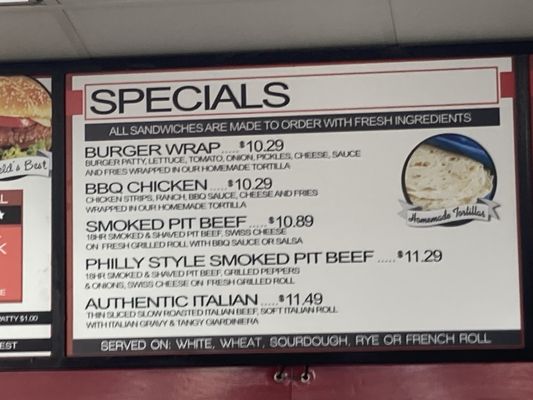 SPECIALS
ALL SANDWICHES ARE MADE TO ORDER WITH FRESH INGREDIENTS
BURGER WRAP.....$10.29
BURGER PATTY, LETTUCE, TOMATO, ONION, PICKLES, CHEESE, SAUCE
AND FRIES WRAPPED IN OUR HOMEMADE TORTILLA
BBQ CHICKEN....$10.29
CHICKEN STRIPS, RANCH, BBQ SAUCE, CHEESE AND FRIES
WRAPPED IN OUR HOMEMADE TORTILLA
SMOKED PIT BEEF.....$10.89
18HR SMOKED & SHAVED PIT BEEF, SWISS CHEESE
ON FRESH GRILLED ROLL WITH BBQ SAUCE OR SALSA
PHILLY STYLE SMOKED PIT BEEF.....$11.29
18HR SMOKED & SHAVED PIT BEEF, GRILLED PEPPERS
& ONIONS, SWISS CHEESE ON FRESH GRILLED ROLL
AUTHENTIC ITALIAN.....$11.49
THIN SLICED SLOW ROASTED ITALIAN BEEF, SOFT ITALIAN ROLL
WITH ITALIAN GRAVY & TANGY GIARDINIERA
SERVED ON: WHITE, WHEAT, SOURDOUGH, RYE OR FRENCH ROLL
Homemade Tortillas
ld's Best
PATTY $1.00
EST